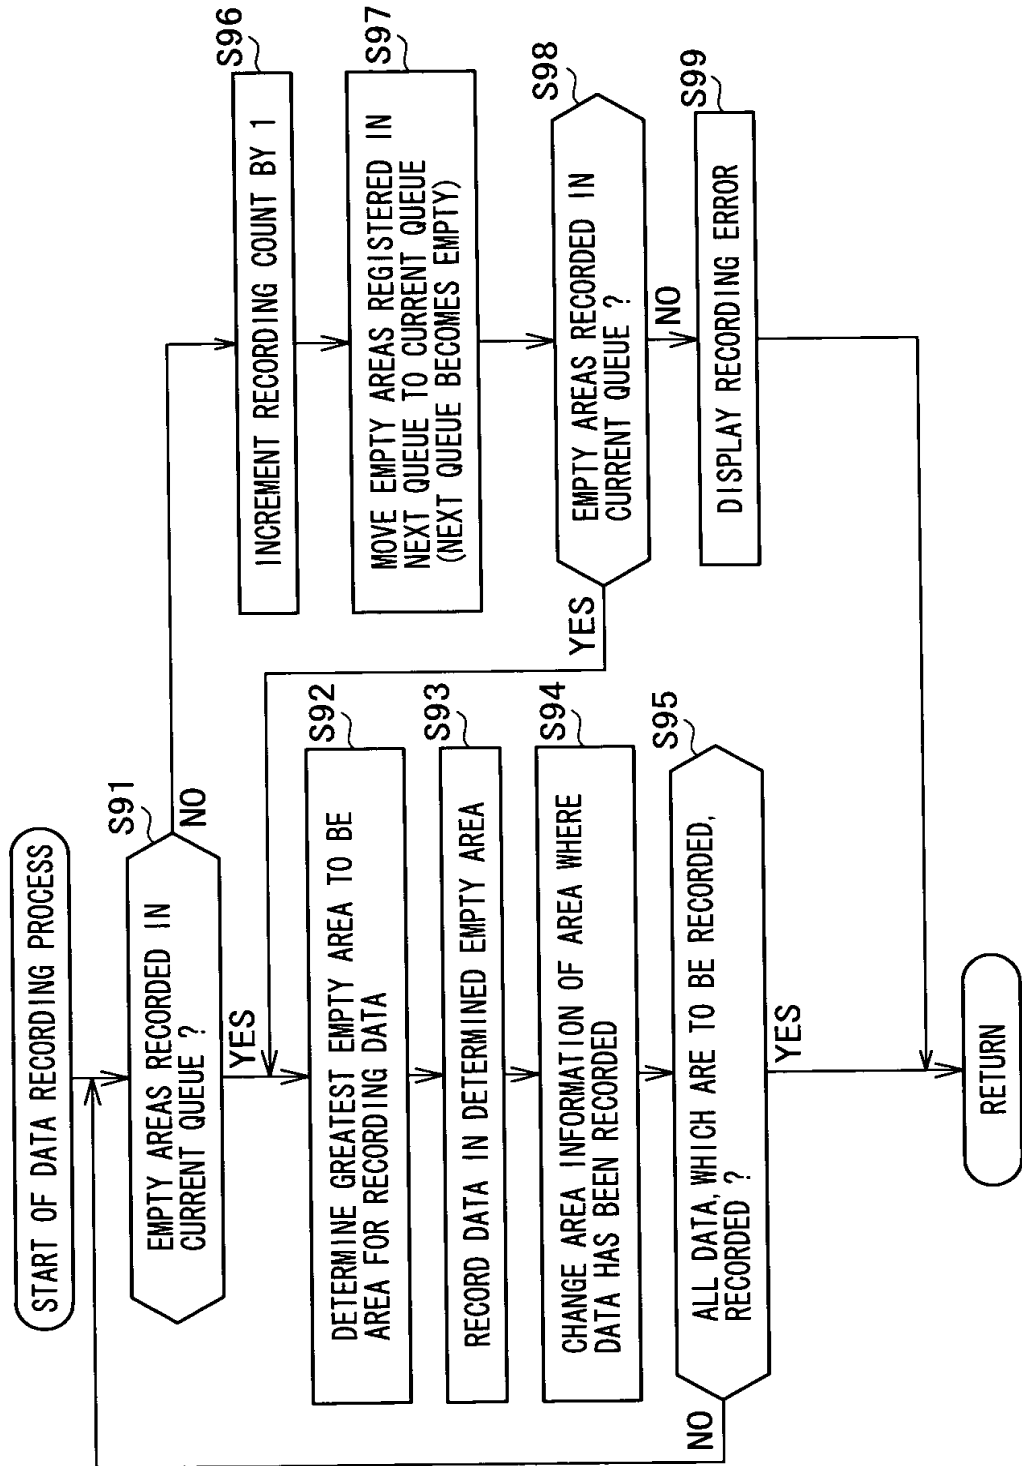 START OF DATA RECORDING PROCESS
S91
EMPTY AREAS RECORDED IN
CURRENT QUEUE ?
NO
YES
S92
DETERMINE GREATEST EMPTY AREA TO BE
AREA FOR RECORDING DATA
S93
RECORD DATA IN DETERMINED EMPTY AREA
S94
CHANGE AREA INFORMATION OF AREA WHERE
DATA HAS BEEN RECORDED
S95
ALL DATA, WHICH ARE TO BE RECORDED,
RECORDED ?
NO
YES
S96
INCREMENT RECORDING COUNT BY 1
S97
MOVE EMPTY AREAS REGISTERED IN
NEXT QUEUE TO CURRENT QUEUE
(NEXT QUEUE BECOMES EMPTY)
S98
EMPTY AREAS RECORDED IN
CURRENT QUEUE ?
YES
NO
S99
DISPLAY RECORDING ERROR
RETURN